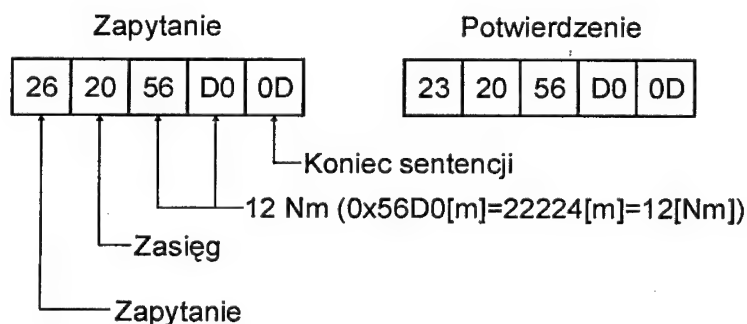 Zapytanie Potwierdzenie
26 20 56 D0 0D 23 20 56 D0 0D
Koniec sentencji
12 Nm (0x56D0[m]=22224[m]=12[Nm])
Zasięg
Zapytanie